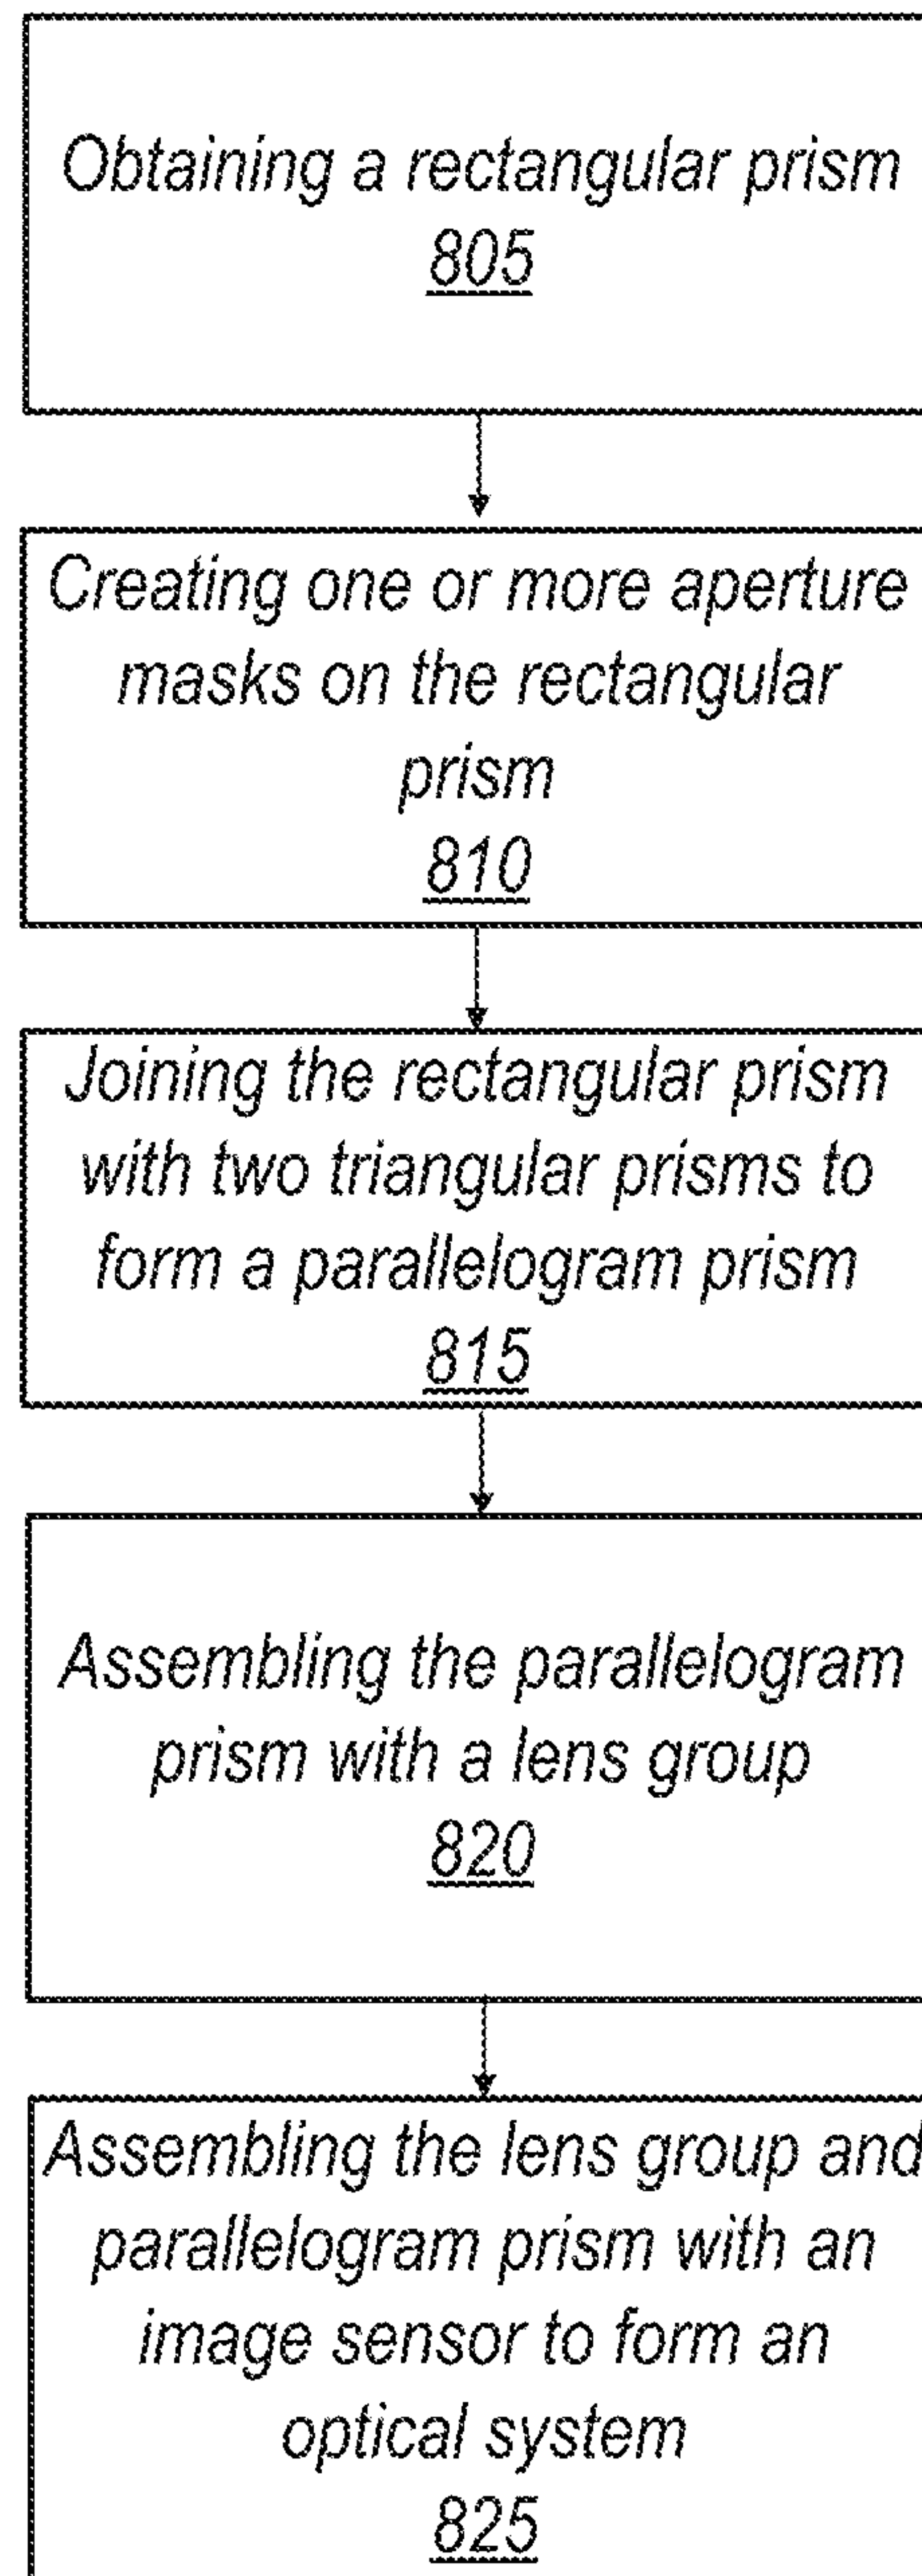 Obtaining a rectangular prism
805
Creating one or more aperture
masks on the rectangular
prism
810
Joining the rectangular prism
with two triangular prisms to
form a parallelogram prism
815
Assembling the parallelogram
prism with a lens group
820
Assembling the lens group and
parallelogram prism with an
image sensor to form an
optical system
825